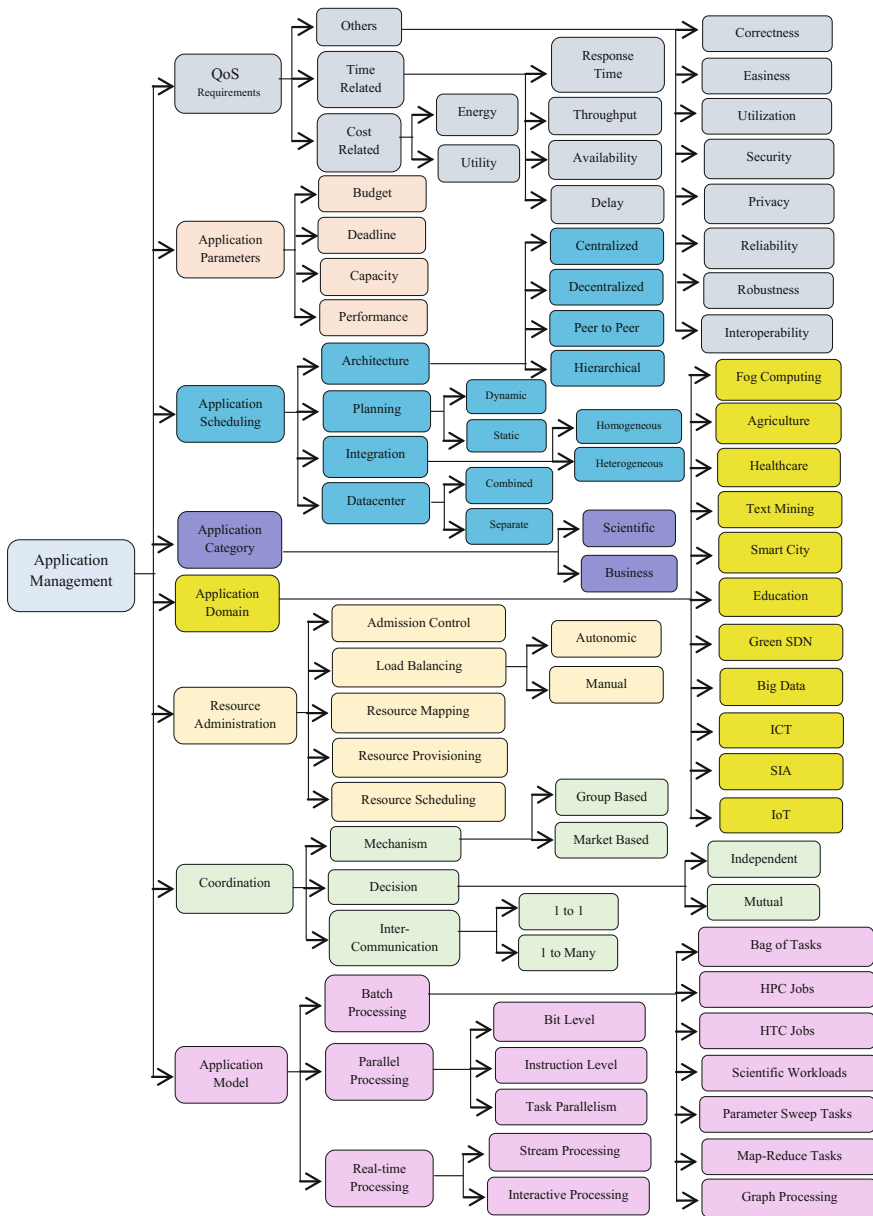 Others
Correctness
QoS
Requirements
Time
Related
Response
Time
Easiness
Cost
Related
Energy
Utility
Throughput
Utilization
Availability
Security
Delay
Privacy
Budget
Application
Parameters
Deadline
Capacity
Performance
Centralized
Reliability
Decentralized
Robustness
Peer to Peer
Interoperability
Application
Scheduling
Architecture
Hierarchical
Planning
Dynamic
Static
Integration
Homogeneous
Heterogeneous
Datacenter
Combined
Separate
Fog Computing
Agriculture
Healthcare
Text Mining
Smart City
Education
Green SDN
Big Data
ICT
SIA
IoT
Application
Management
Application
Category
Scientific
Business
Application
Domain
Resource
Administration
Admission Control
Load Balancing
Autonomic
Manual
Resource Mapping
Resource Provisioning
Resource Scheduling
Coordination
Mechanism
Group Based
Market Based
Decision
Independent
Mutual
Inter-
Communication
1 to 1
1 to Many
Application
Model
Batch
Processing
Bag of Tasks
HPC Jobs
HTC Jobs
Scientific Workloads
Parameter Sweep Tasks
Map-Reduce Tasks
Graph Processing
Parallel
Processing
Bit Level
Instruction Level
Task Parallelism
Real-time
Processing
Stream Processing
Interactive Processing